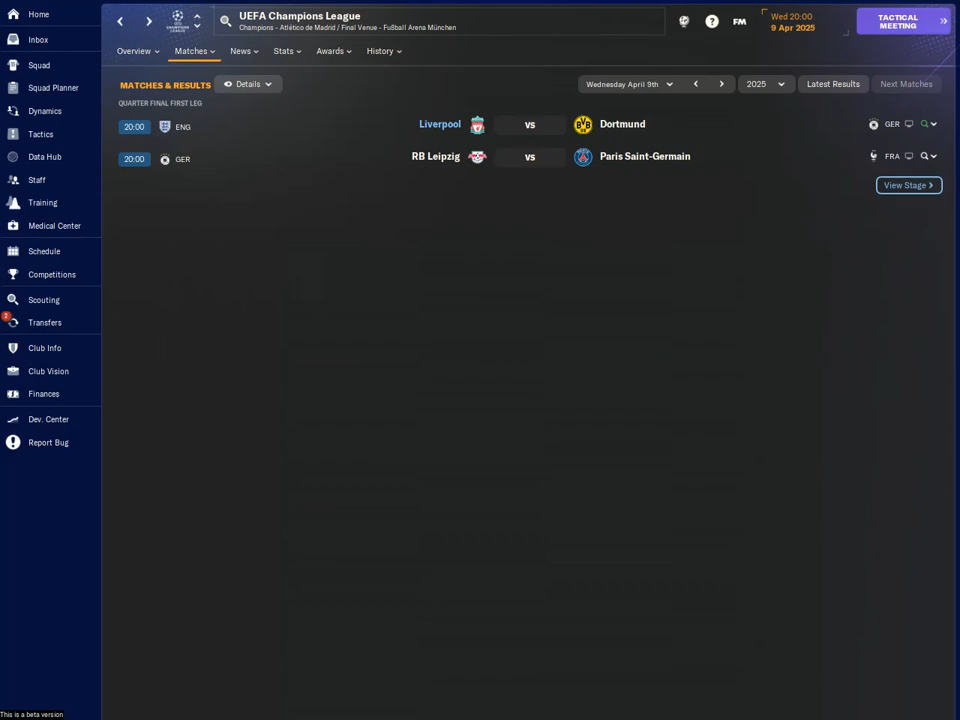 Home
Inbox
Squad
Squad Planner
Dynamics
Tactics
Data Hub
Staff
Training
Medical Center
Schedule
Competitions
Scouting
2
Transfers
Club Info
Club Vision
Finances
Dev. Center
Report Bug
This is a beta version
UEFA Champions League
Champions - Atlético de Madrid / Final Venue - Fußball Arena München
? FM
Wed 20:00
9 Apr 2025
TACTICAL
MEETING
Overview Matches News Stats Awards History
MATCHES & RESULTS Details Wednesday April 9th 2025 Latest Results Next Matches
QUARTER FINAL FIRST LEG
20:00 ENG Liverpool vs Dortmund GER
20:00 GER RB Leipzig vs Paris Saint-Germain FRA
View Stage